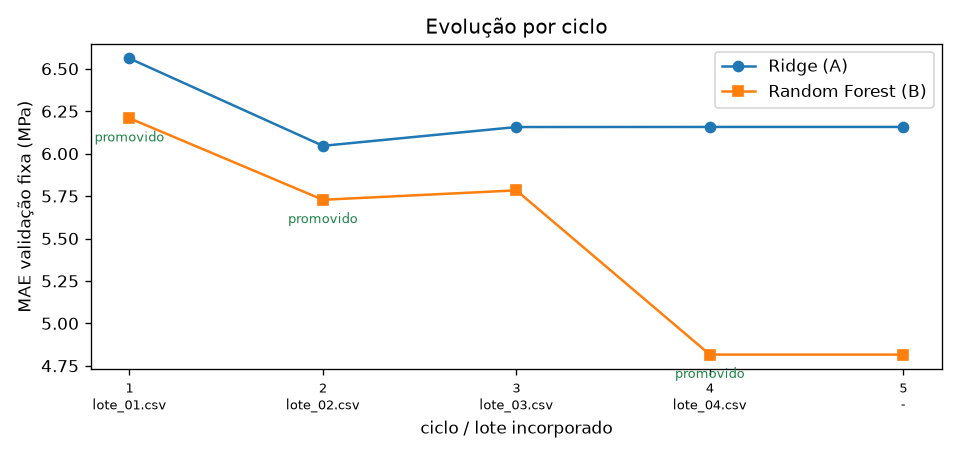 Evolução por ciclo
MAE validação fixa (MPa)
6.50
6.25
6.00
5.75
5.50
5.25
5.00
4.75
Ridge (A)
Random Forest (B)
promovido
promovido
promovido
1
lote_01.csv
2
lote_02.csv
3
lote_03.csv
4
lote_04.csv
5
-
ciclo / lote incorporado